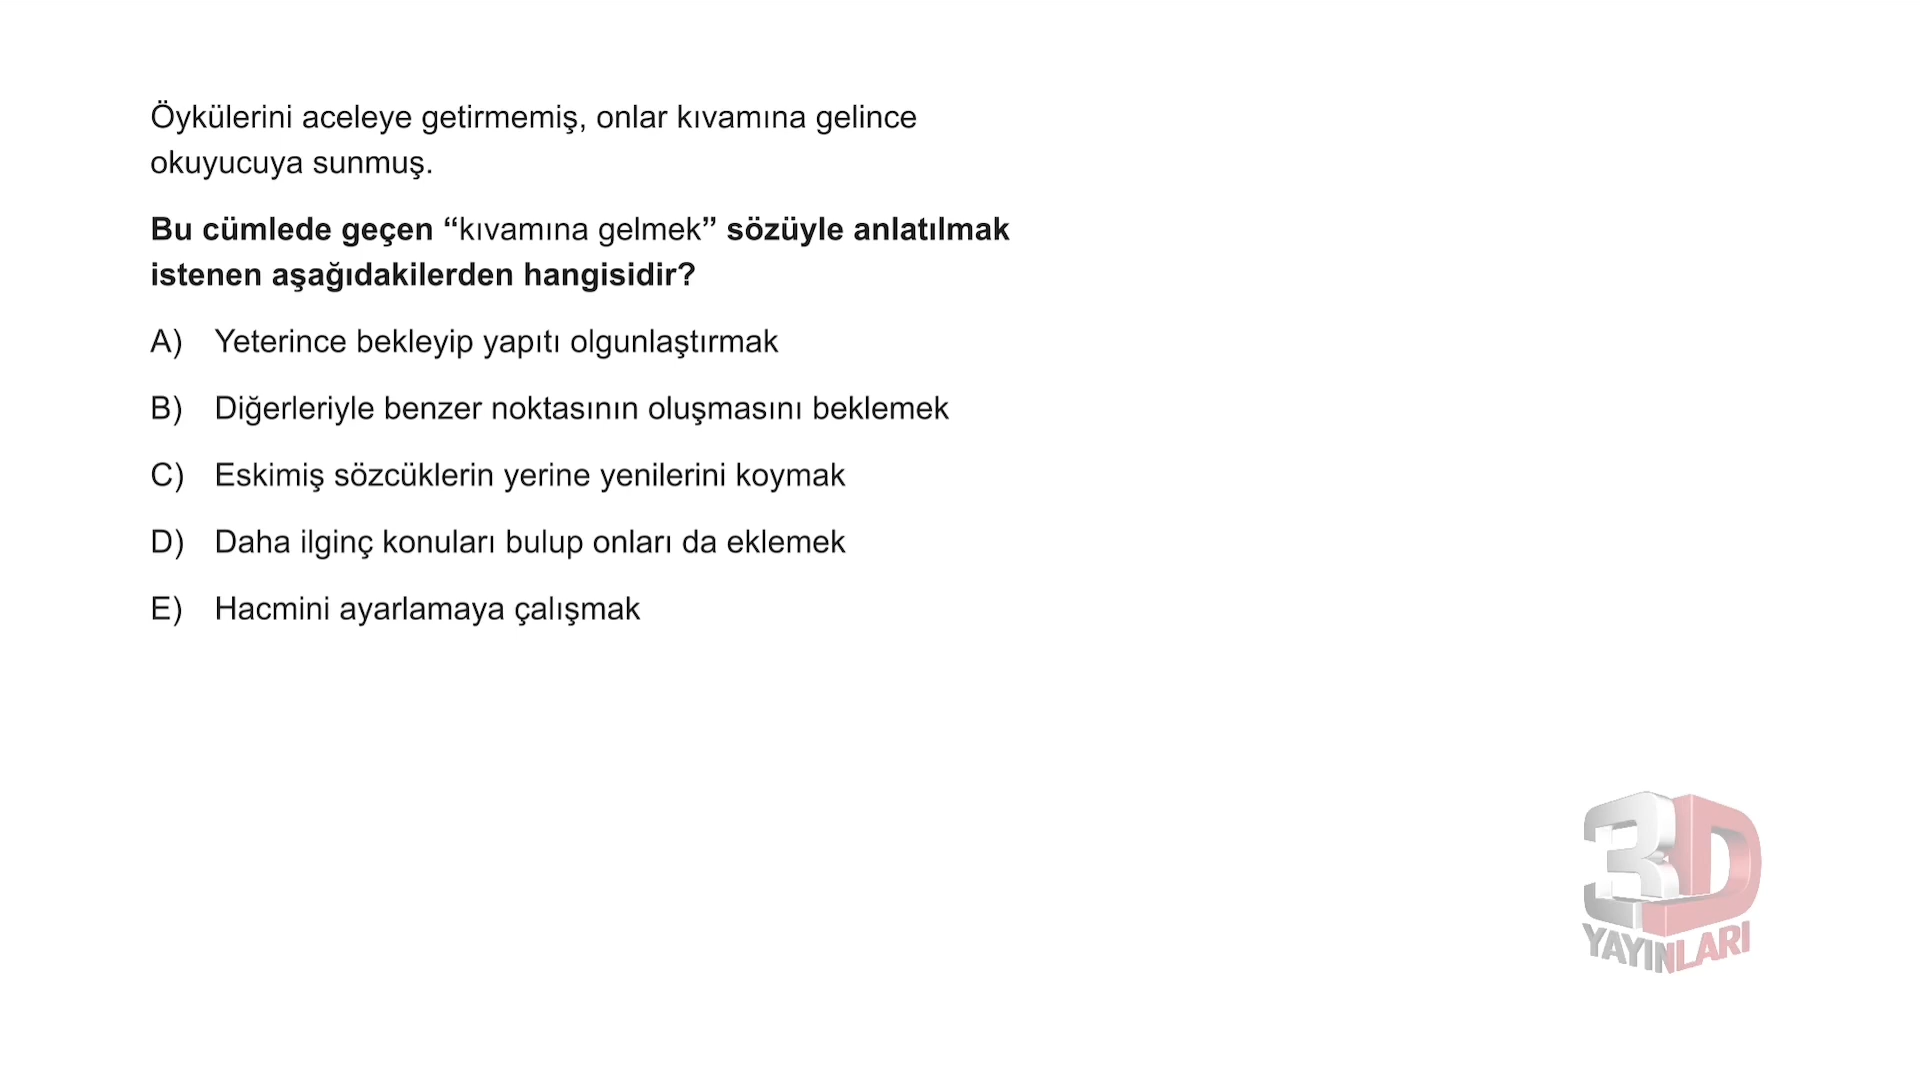 Öykülerini aceleye getirmemiş, onlar kıvamına gelince
okuyucuya sunmuş.
Bu cümlede geçen “kıvamına gelmek” sözüyle anlatılmak
istenen aşağıdakilerden hangisidir?
A) Yeterince bekleyip yapıtı olgunlaştırmak
B) Diğerleriyle benzer noktasının oluşmasını beklemek
C) Eskimiş sözcüklerin yerine yenilerini koymak
D) Daha ilginç konuları bulup onları da eklemek
E) Hacmini ayarlamaya çalışmak
3D
YAYINLARI